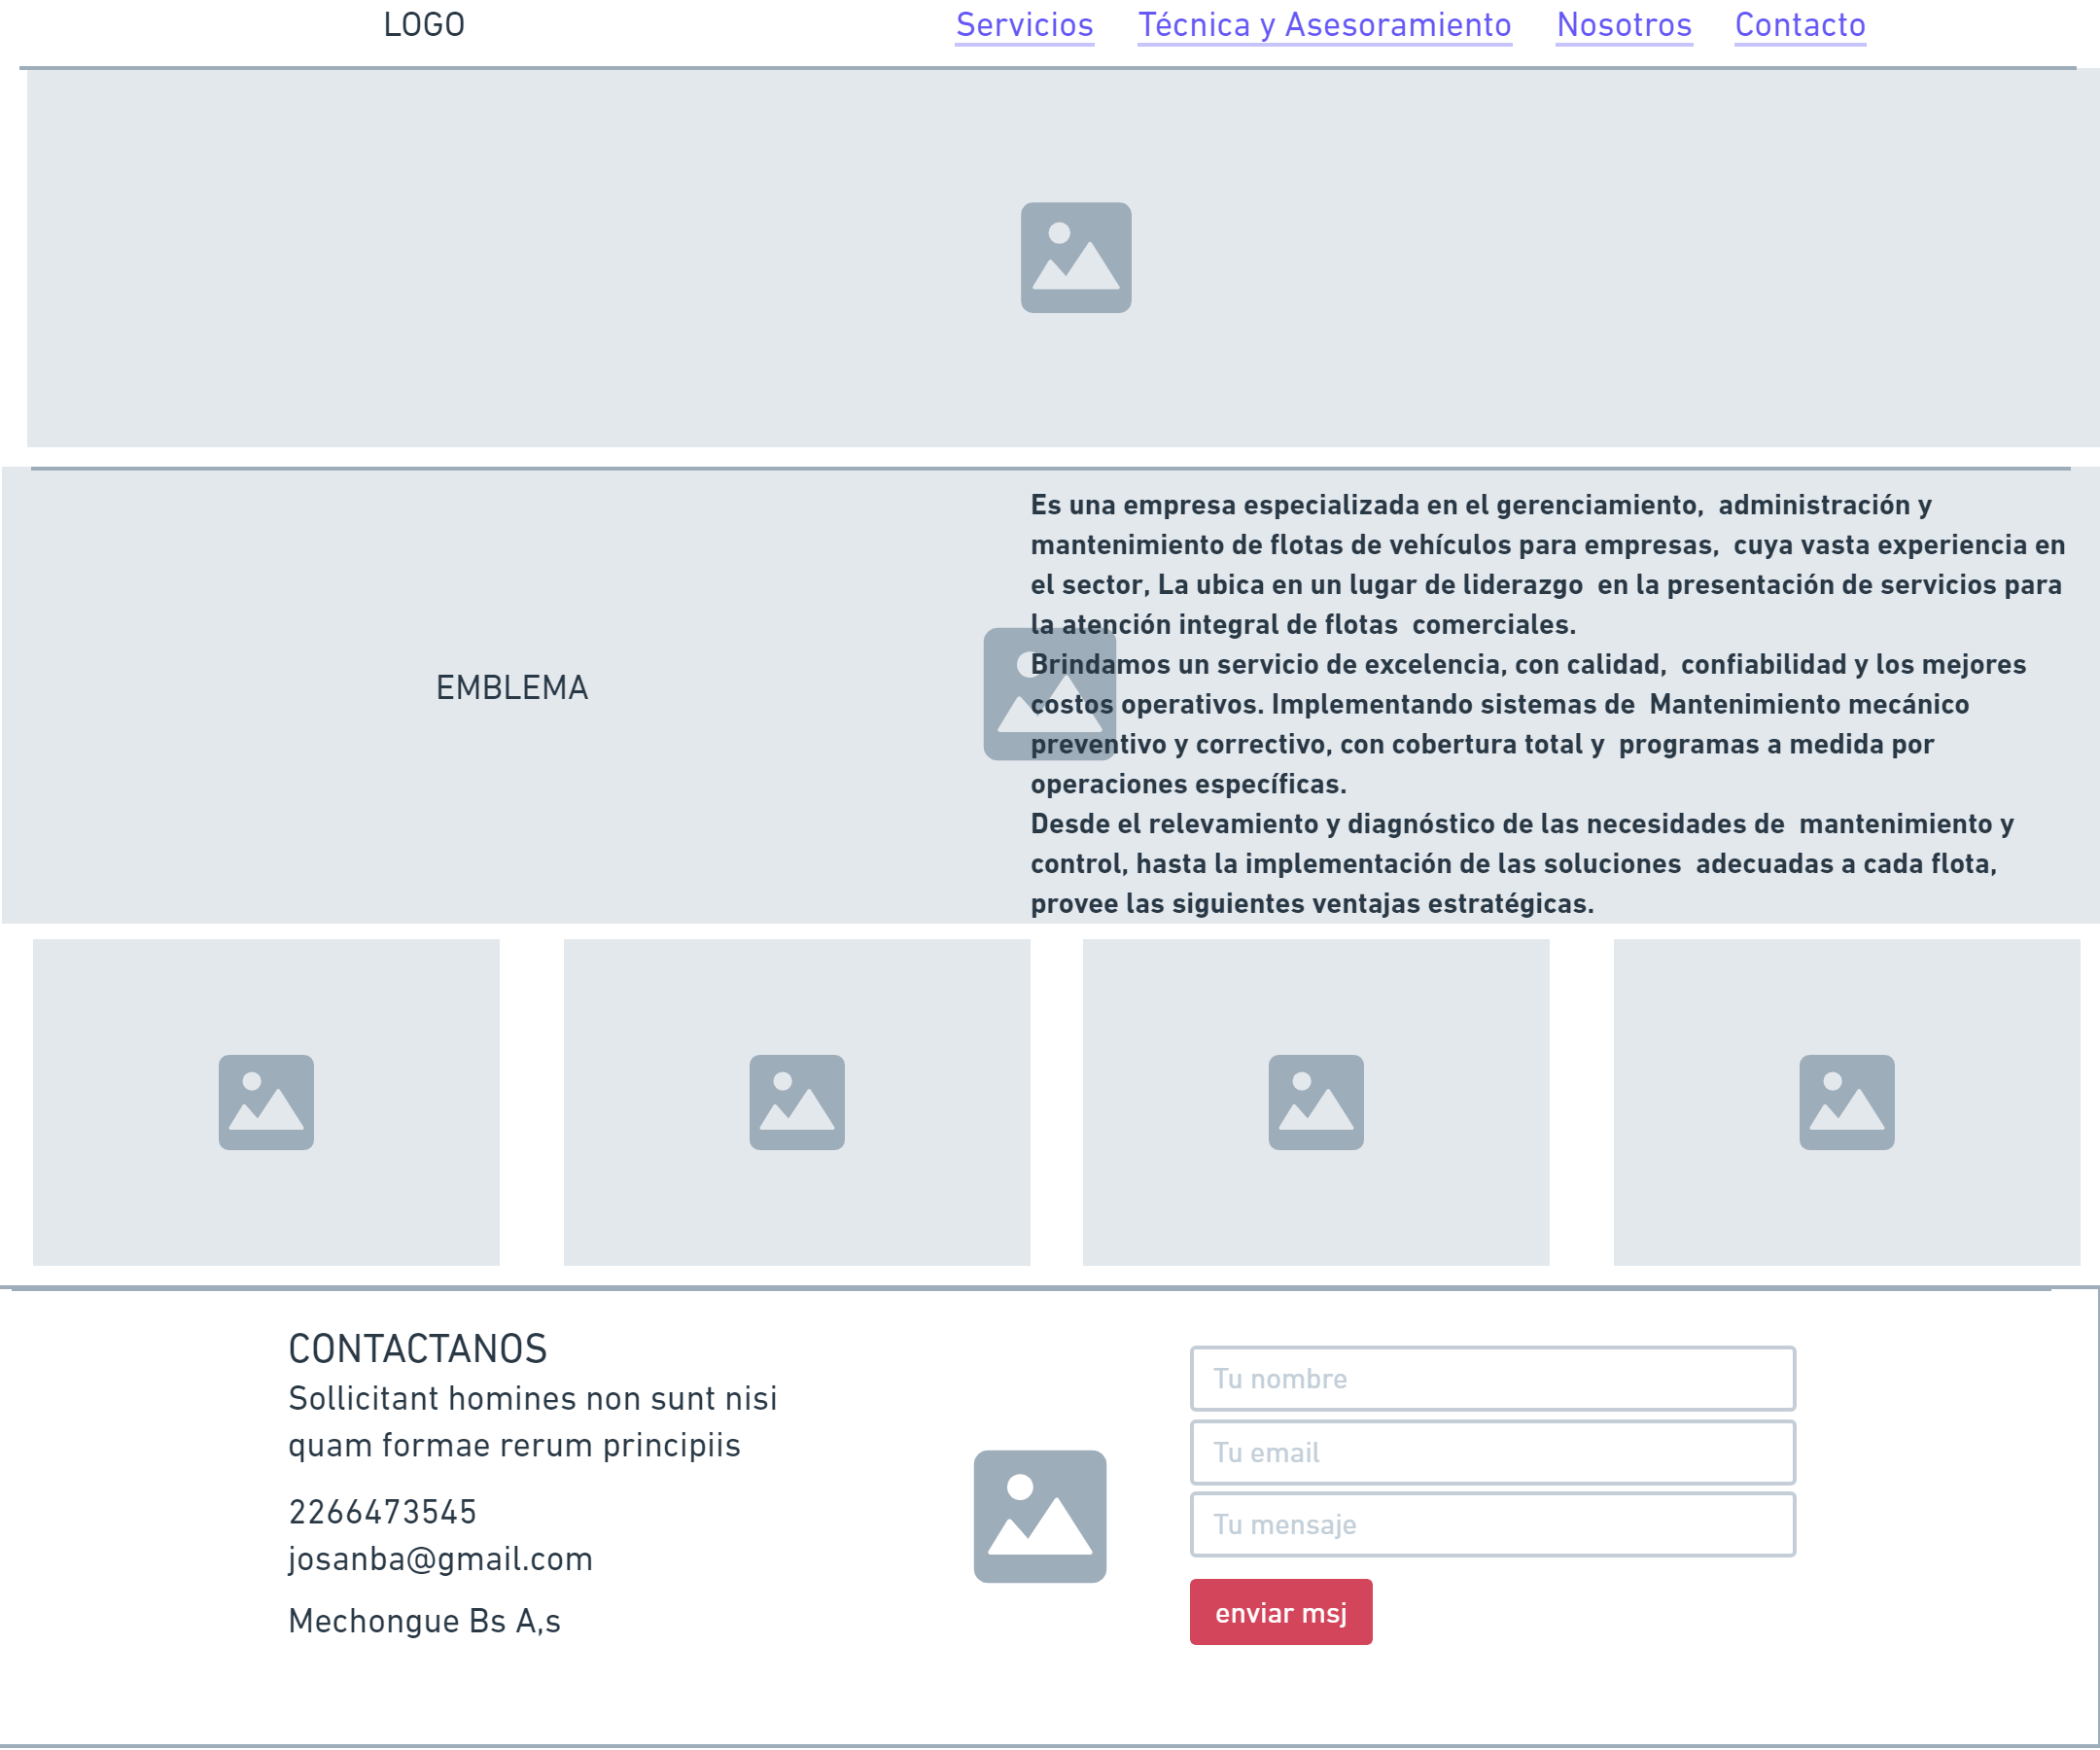 LOGO
Servicios
Técnica y Asesoramiento
Nosotros
Contacto
EMBLEMA
Es una empresa especializada en el gerenciamiento,  administración y
mantenimiento de flotas de vehículos para empresas,  cuya vasta experiencia en
el sector, La ubica en un lugar de liderazgo  en la presentación de servicios para
la atención integral de flotas  comerciales.
Brindamos un servicio de excelencia, con calidad,  confiabilidad y los mejores
costos operativos. Implementando sistemas de  Mantenimiento mecánico
preventivo y correctivo, con cobertura total y  programas a medida por
operaciones específicas.
Desde el relevamiento y diagnóstico de las necesidades de  mantenimiento y
control, hasta la implementación de las soluciones  adecuadas a cada flota,
provee las siguientes ventajas estratégicas.
CONTACTANOS
Sollicitant homines non sunt nisi
quam formae rerum principiis
2266473545
josanba@gmail.com
Mechongue Bs A,s
Tu nombre
Tu email
Tu mensaje
enviar msj